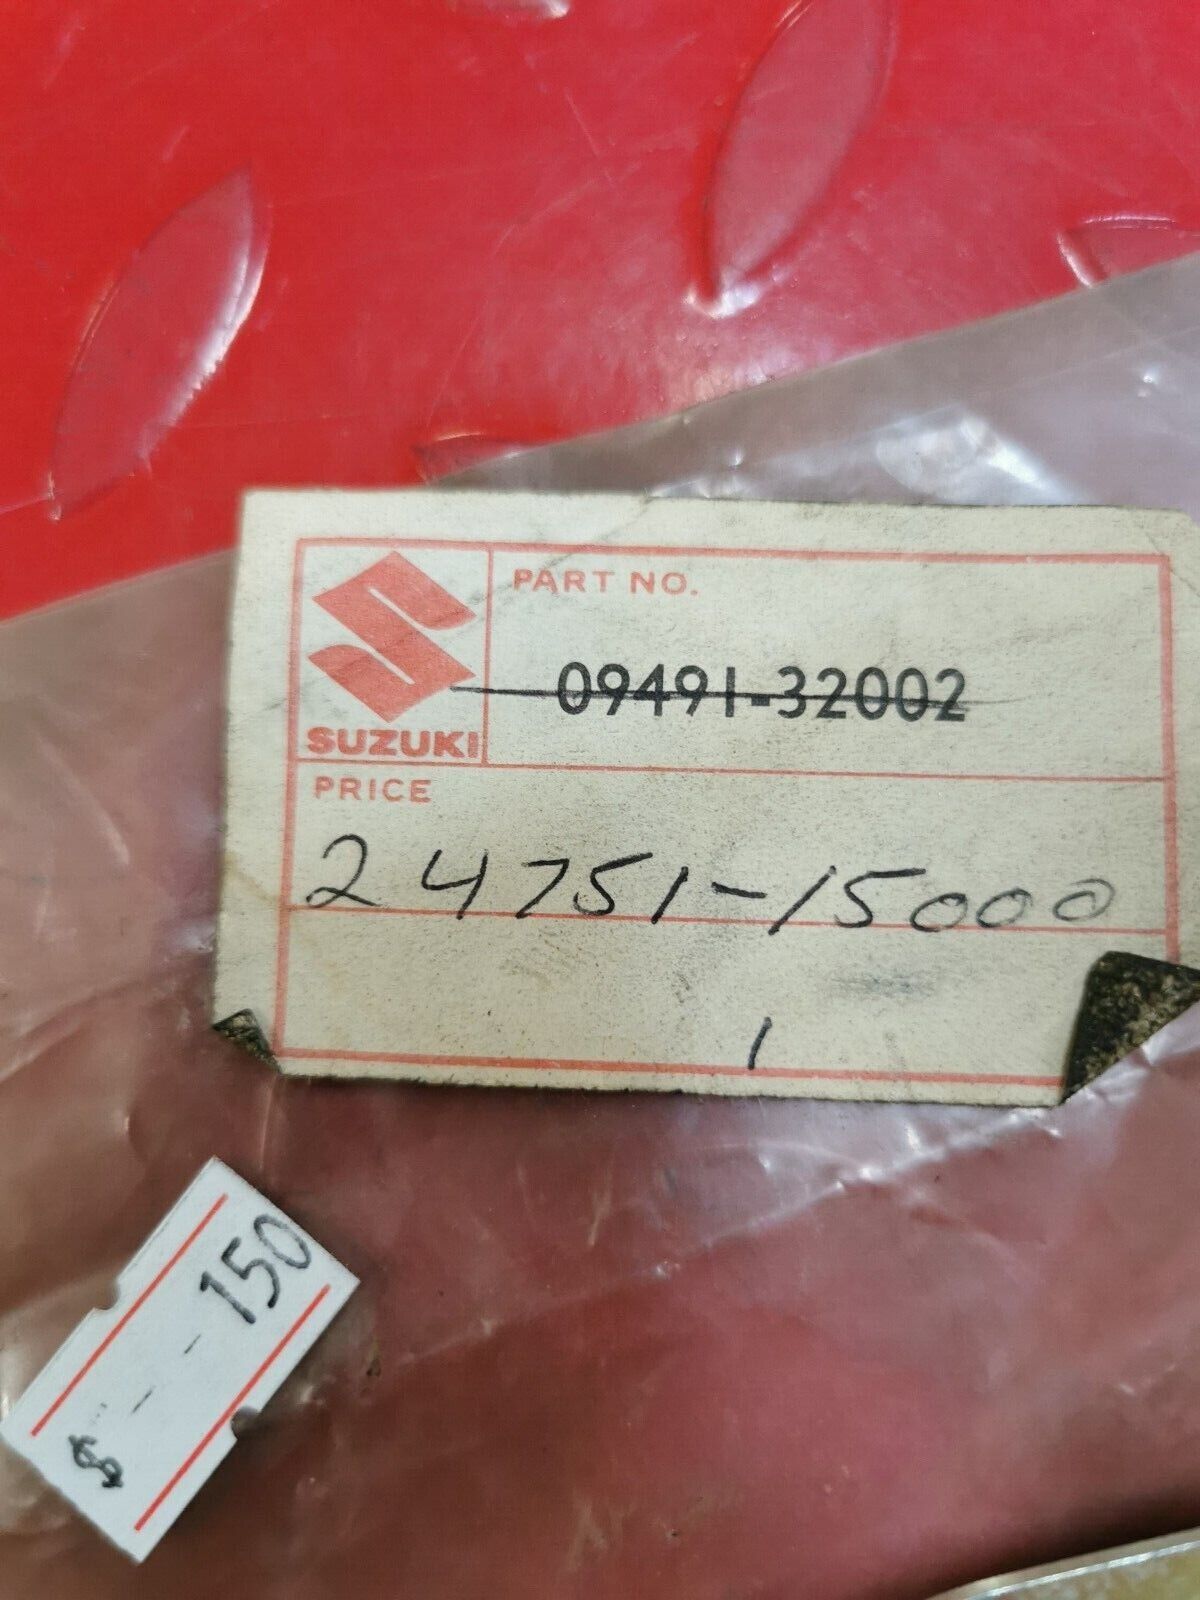 PART NO.
09491-32002
SUZUKI
PRICE
24751-15000
1
$ - - 150